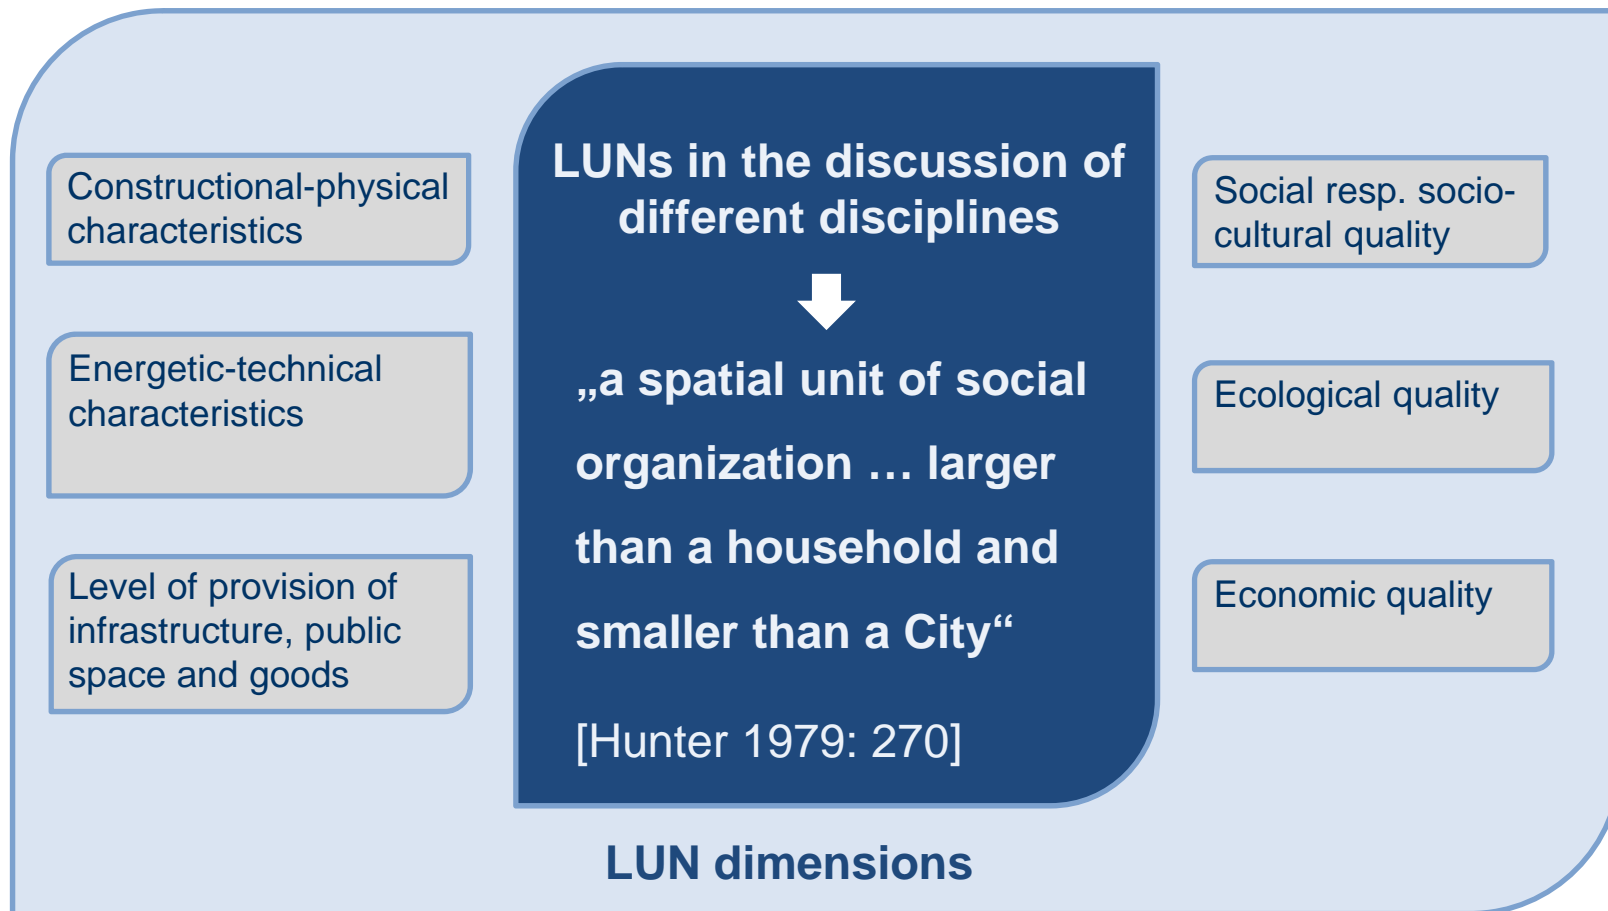 Constructional-physical
characteristics
Energetic-technical
characteristics
Level of provision of
infrastructure, public
space and goods
LUNs in the discussion of
different disciplines
„a spatial unit of social
organization … larger
than a household and
smaller than a City“
[Hunter 1979: 270]
Social resp. socio-
cultural quality
Ecological quality
Economic quality
LUN dimensions